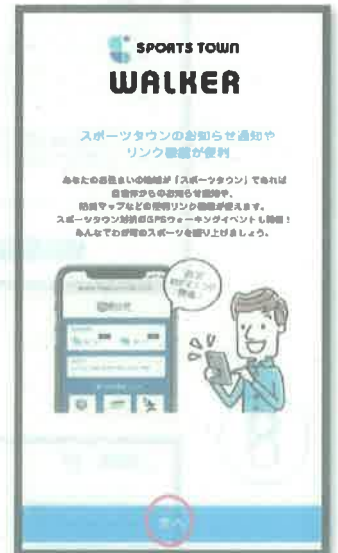 SPORTS TOWN
WALKER
スポーツタウンのお知らせ通知や
リンク機能が便利
あなたのお住まいの地域が「スポーツタウン」であれば
自治体からのお知らせ通知や、
防災マップなどの便利リンク機能が使えます。
スポーツタウン対抗のGPSウォーキングイベントも開催！
みんなでわが町のスポーツを盛り上げましょう。
次へ